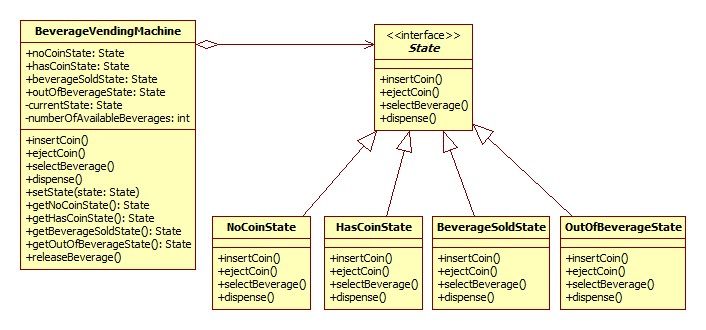 BeverageVendingMachine
+noCoinState: State
+hasCoinState: State
+beverageSoldState: State
+outOfBeverageState: State
-currentState: State
-numberOfAvailableBeverages: int
+insertCoin()
+ejectCoin()
+selectBeverage()
+dispense()
+setState(state: State)
+getNoCoinState(): State
+getHasCoinState(): State
+getBeverageSoldState(): State
+getOutOfBeverageState(): State
+releaseBeverage()
<<interface>>
State
+insertCoin()
+ejectCoin()
+selectBeverage()
+dispense()
NoCoinState
+insertCoin()
+ejectCoin()
+selectBeverage()
+dispense()
HasCoinState
+insertCoin()
+ejectCoin()
+selectBeverage()
+dispense()
BeverageSoldState
+insertCoin()
+ejectCoin()
+selectBeverage()
+dispense()
OutOfBeverageState
+insertCoin()
+ejectCoin()
+selectBeverage()
+dispense()